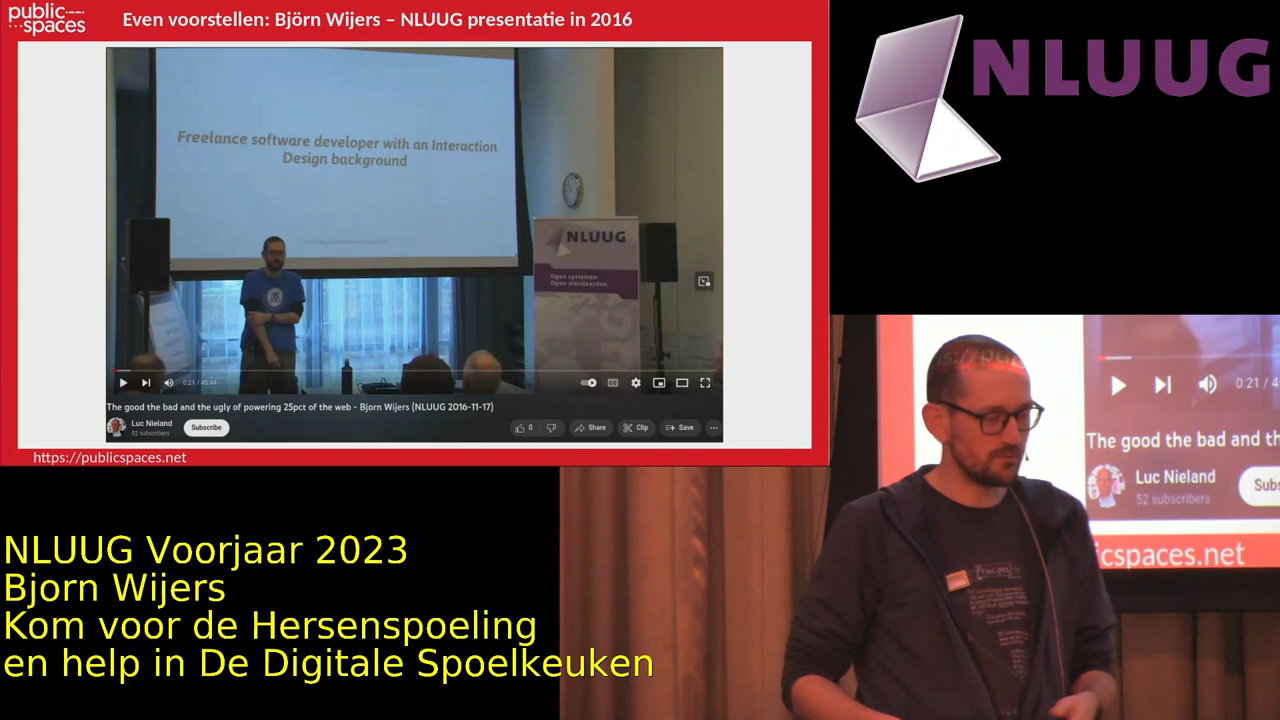 public
spaces
Even voorstellen: Björn Wijers – NLUUG presentatie in 2016
Freelance software developer with an Interaction
Design background
NLUUG
Open systemen
Open standaarden
0:21 / 45:44
The good the bad and the ugly of powering 25pct of the web - Bjorn Wijers (NLUUG 2016-11-17)
Luc Nieland
52 subscribers
Subscribe
0
Share
Clip
Save
https://publicspaces.net
NLUUG
0:21 / 4
The good the bad and th
Luc Nieland
52 subscribers
Subs
icspaces.net
Principes
NLUUG Voorjaar 2023
Bjorn Wijers
Kom voor de Hersenspoeling
en help in De Digitale Spoelkeuken